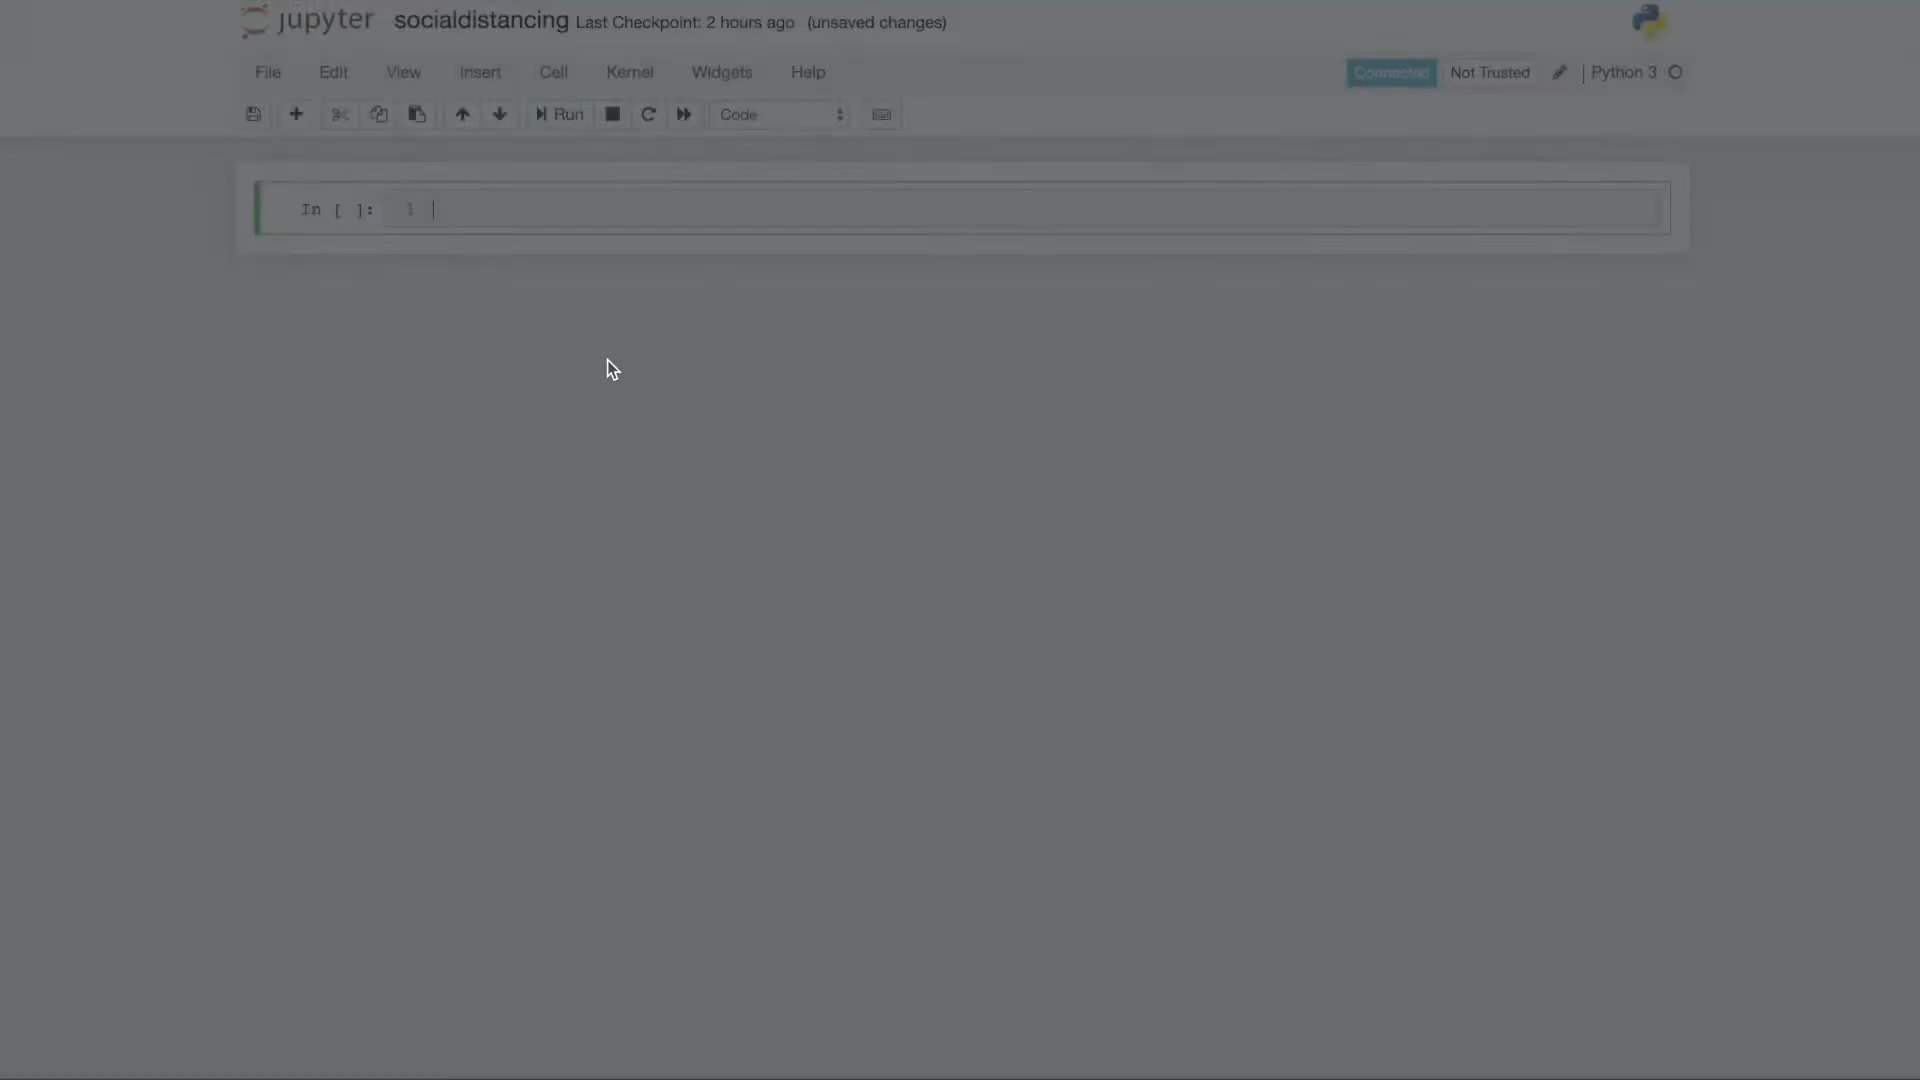 jupyter socialdistancing Last Checkpoint: 2 hours ago (unsaved changes)
File Edit View Insert Cell Kernel Widgets Help Connected Not Trusted Python 3
Run Code
In [ ]: 1